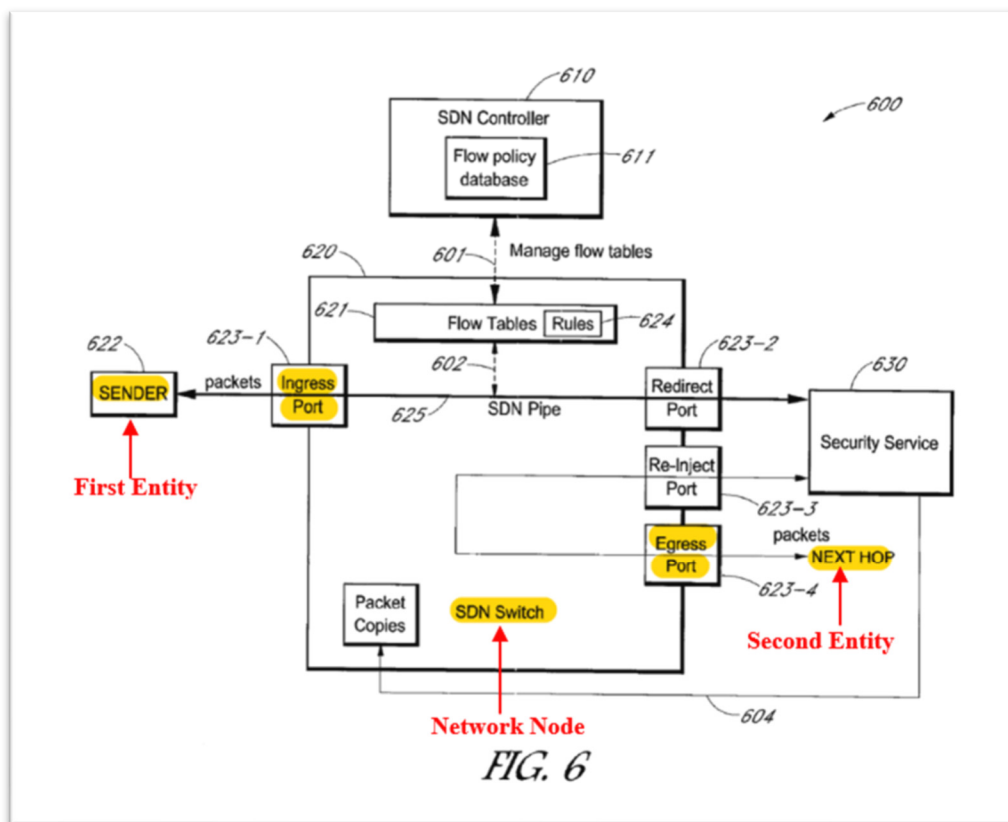 610
SDN Controller
600
Flow policy
database
611
601
Manage flow tables
620
621
Flow Tables
Rules
624
622
623-1
602
623-2
630
SENDER
packets
Ingress
Port
625
SDN Pipe
Redirect
Port
Security Service
First Entity
Re-Inject
Port
623-3
packets
Egress
Port
NEXT HOP
623-4
Packet
Copies
SDN Switch
Second Entity
604
Network Node
FIG. 6